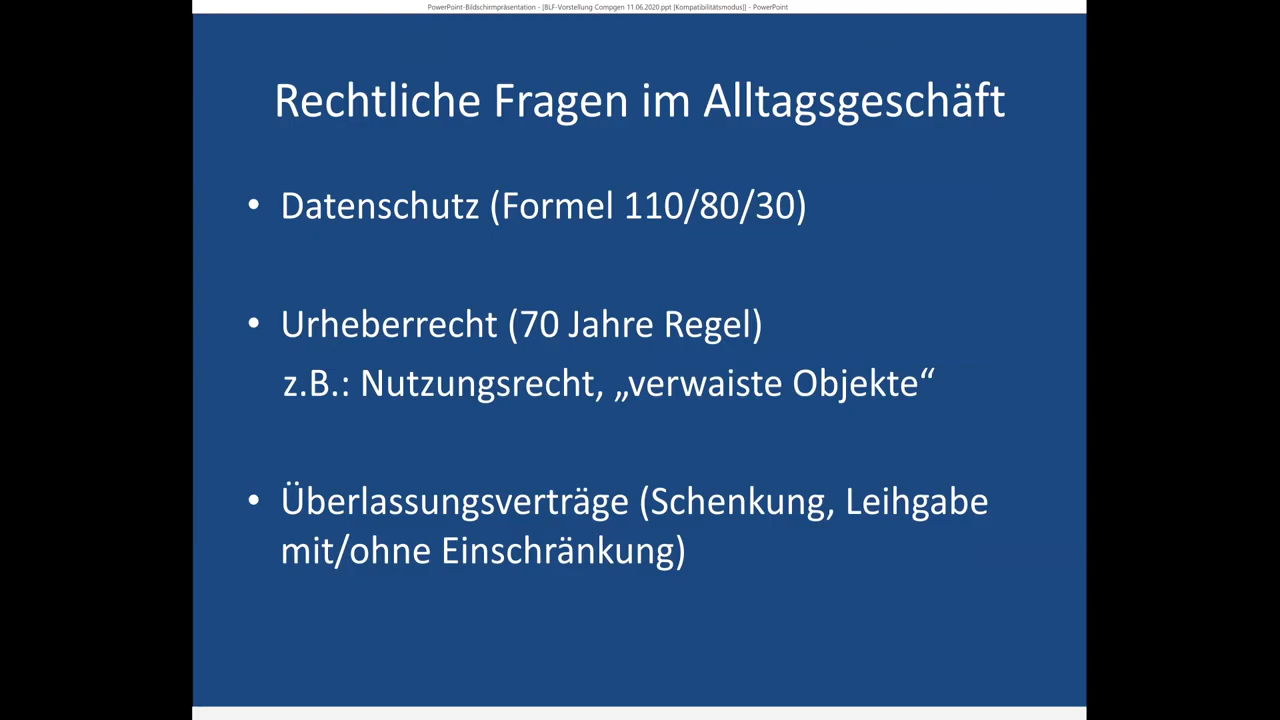 PowerPoint-Bildschirmpräsentation - [BLF-Vorstellung Compgen 11.06.2020.ppt [Kompatibilitätsmodus]] - PowerPoint
Rechtliche Fragen im Alltagsgeschäft
• Datenschutz (Formel 110/80/30)
• Urheberrecht (70 Jahre Regel)
z.B.: Nutzungsrecht, „verwaiste Objekte“
• Überlassungsverträge (Schenkung, Leihgabe
mit/ohne Einschränkung)